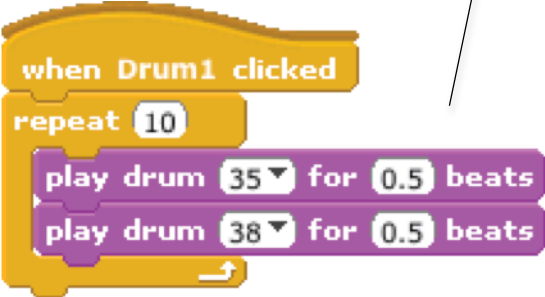 when Drum1 clicked
repeat 10
play drum 35 for 0.5 beats
play drum 38 for 0.5 beats